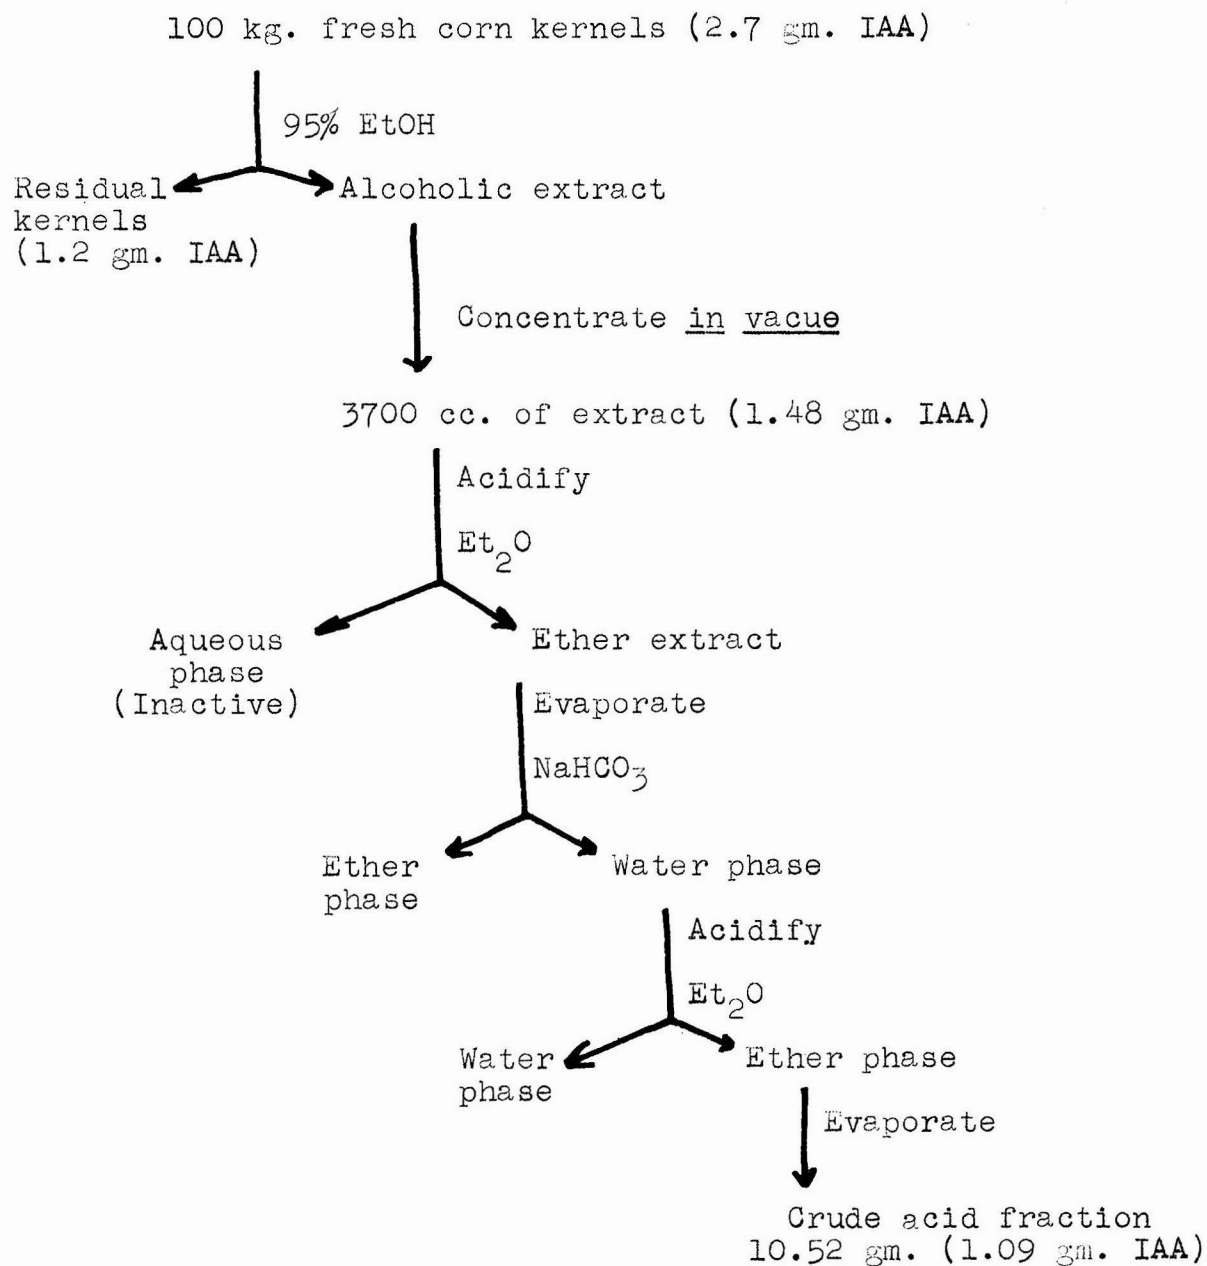 100 kg. fresh corn kernels (2.7 gm. IAA)
95% EtOH
Residual
kernels
(1.2 gm. IAA)
Alcoholic extract
Concentrate in vacue
3700 cc. of extract (1.48 gm. IAA)
Acidify
Et₂O
Aqueous
phase
(Inactive)
Ether extract
Evaporate
NaHCO₃
Ether
phase
Water phase
Acidify
Et₂O
Water
phase
Ether phase
Evaporate
Crude acid fraction
10.52 gm. (1.09 gm. IAA)